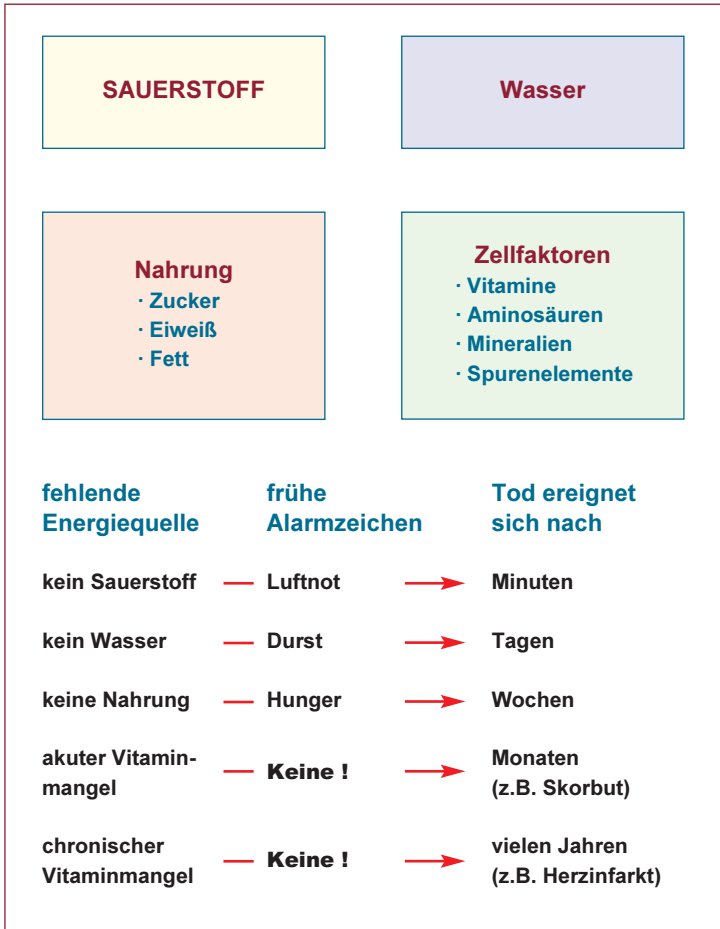 SAUERSTOFF
Wasser
Nahrung
· Zucker
· Eiweiß
· Fett
Zellfaktoren
· Vitamine
· Aminosäuren
· Mineralien
· Spurenelemente
fehlende Energiequelle
frühe Alarmzeichen
Tod ereignet sich nach
kein Sauerstoff — Luftnot → Minuten
kein Wasser — Durst → Tagen
keine Nahrung — Hunger → Wochen
akuter Vitamin-
mangel — Keine ! → Monaten
(z.B. Skorbut)
chronischer
Vitaminmangel — Keine ! → vielen Jahren
(z.B. Herzinfarkt)